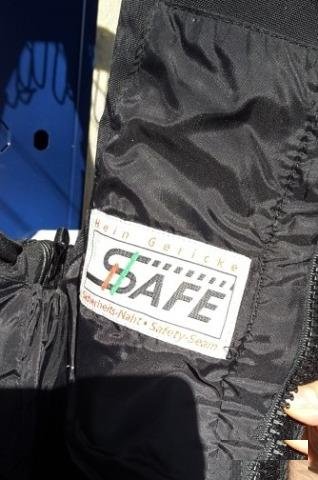 Hein Gericke
SAFE
Sicherheits-Naht • Safety-Seam